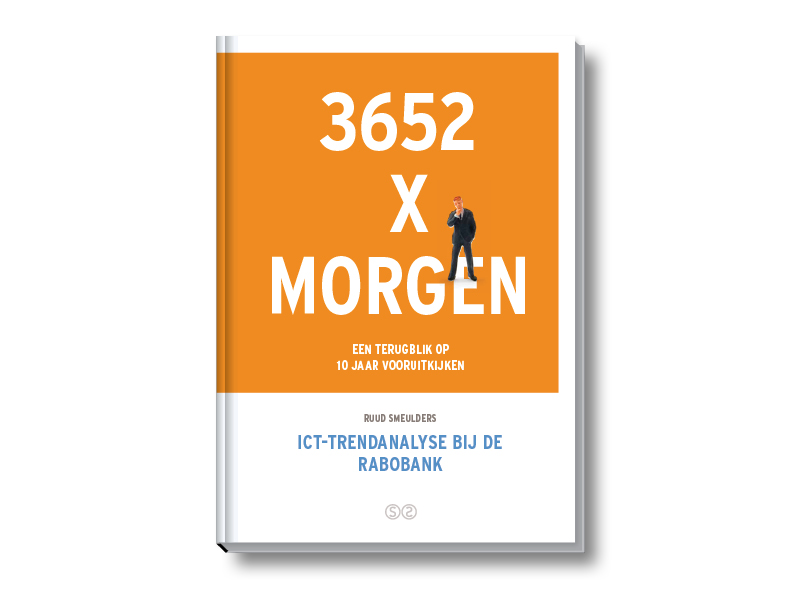 3652
X
MORGEN
EEN TERUGBLIK OP
10 JAAR VOORUITKIJKEN
RUUD SMEULDERS
ICT-TRENDANALYSE BIJ DE
RABOBANK